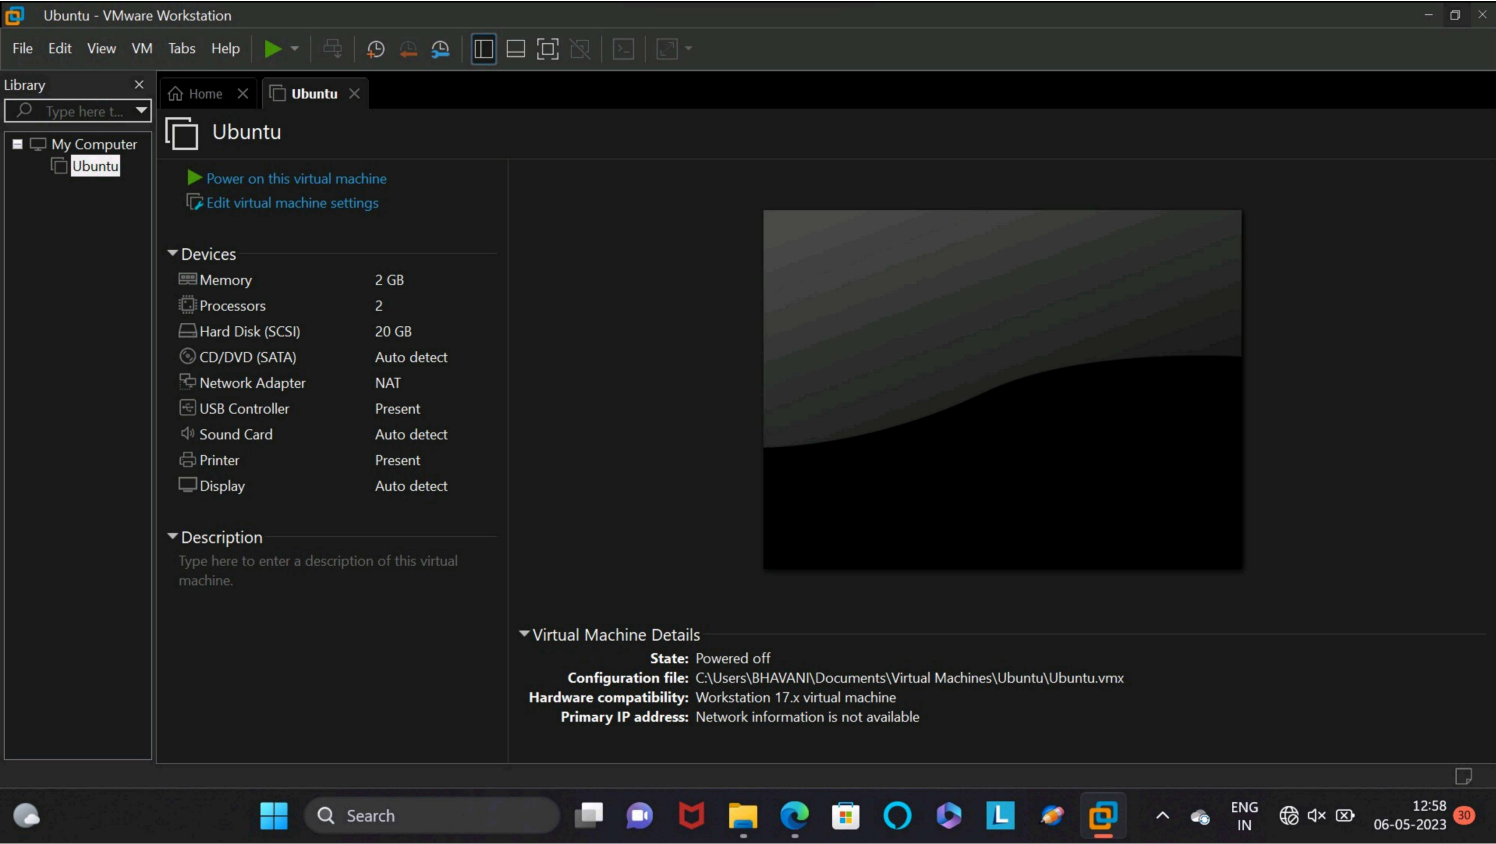 Ubuntu - VMware Workstation
File Edit View VM Tabs Help
Library
Home
Ubuntu
Type here t...
Ubuntu
My Computer
Ubuntu
Power on this virtual machine
Edit virtual machine settings
Devices
Memory 2 GB
Processors 2
Hard Disk (SCSI) 20 GB
CD/DVD (SATA) Auto detect
Network Adapter NAT
USB Controller Present
Sound Card Auto detect
Printer Present
Display Auto detect
Description
Type here to enter a description of this virtual
machine.
Virtual Machine Details
State: Powered off
Configuration file: C:\Users\BHAVANI\Documents\Virtual Machines\Ubuntu\Ubuntu.vmx
Hardware compatibility: Workstation 17.x virtual machine
Primary IP address: Network information is not available
Search
L
ENG
IN
12:58
06-05-2023
30